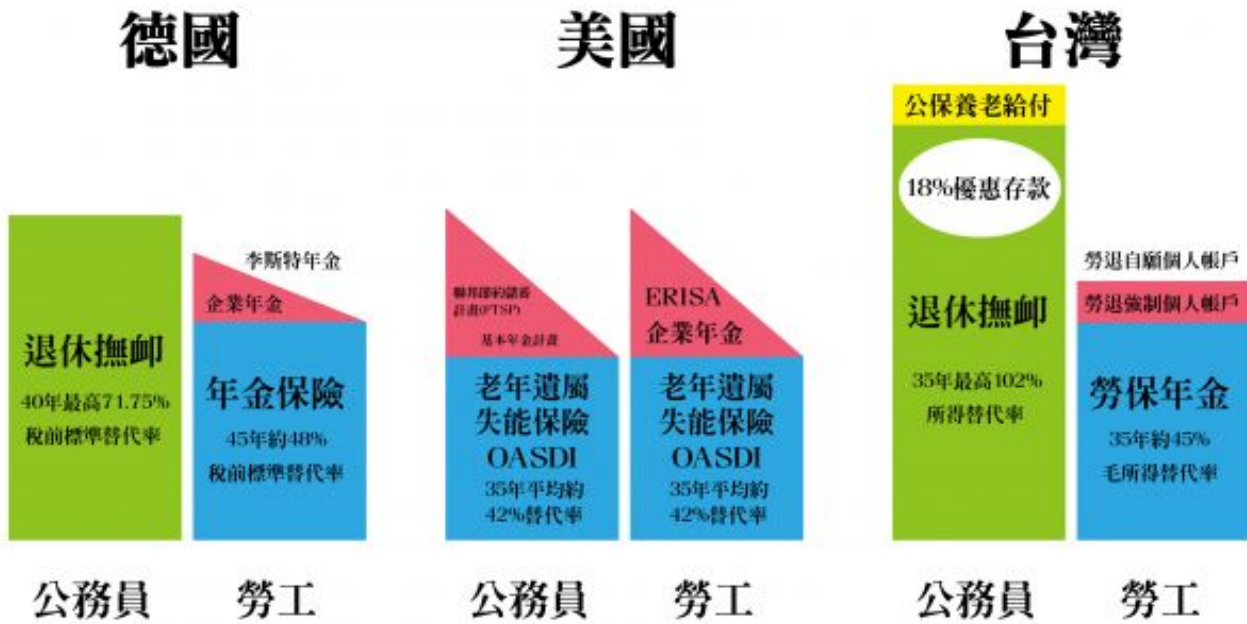 德國
美國
台灣
退休撫卹
40年最高71.75%
稅前標準替代率
李斯特年金
企業年金
年金保險
45年約48%
稅前標準替代率
聯邦節約儲蓄
計畫(FTSP)
基本年金計畫
老年遺屬
失能保險
OASDI
35年平均約
42%替代率
ERISA
企業年金
老年遺屬
失能保險
OASDI
35年平均約
42%替代率
公保養老給付
18%優惠存款
退休撫卹
35年最高102%
所得替代率
勞退自願個人帳戶
勞退強制個人帳戶
勞保年金
35年約45%
毛所得替代率
公務員
勞工
公務員
勞工
公務員
勞工